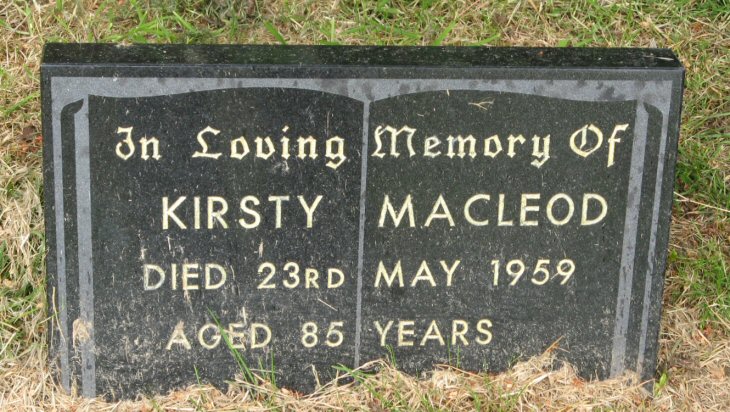 In Loving Memory Of
KIRSTY MACLEOD
DIED 23RD MAY 1959
AGED 85 YEARS